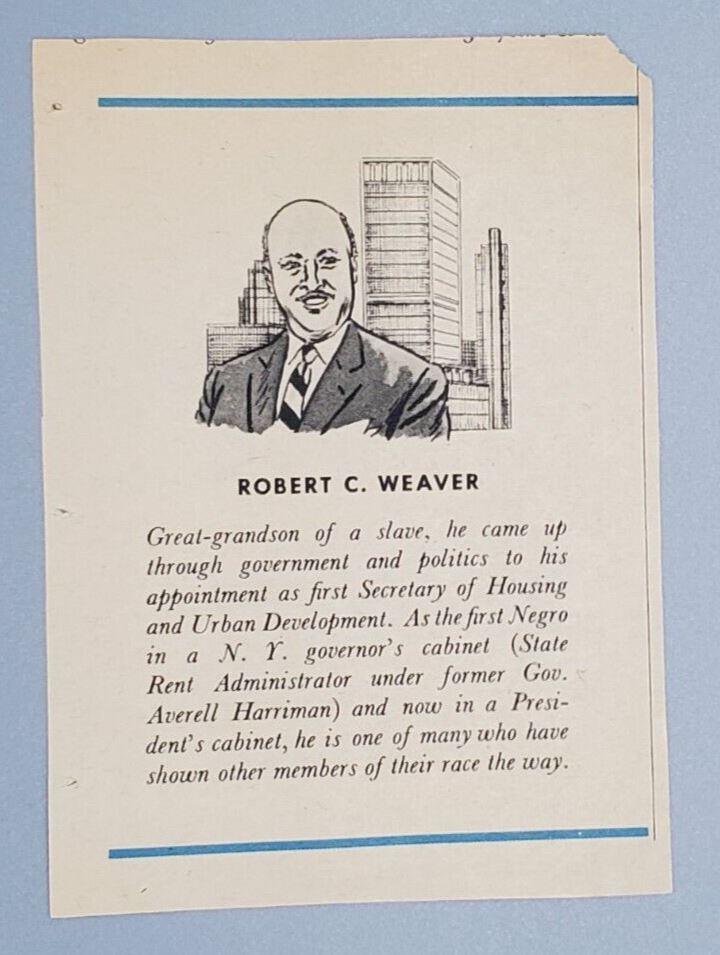 ROBERT C. WEAVER
Great-grandson of a slave, he came up
through government and politics to his
appointment as first Secretary of Housing
and Urban Development. As the first Negro
in a N. Y. governor's cabinet (State
Rent Administrator under former Gov.
Averell Harriman) and now in a Presi-
dent's cabinet, he is one of many who have
shown other members of their race the way.